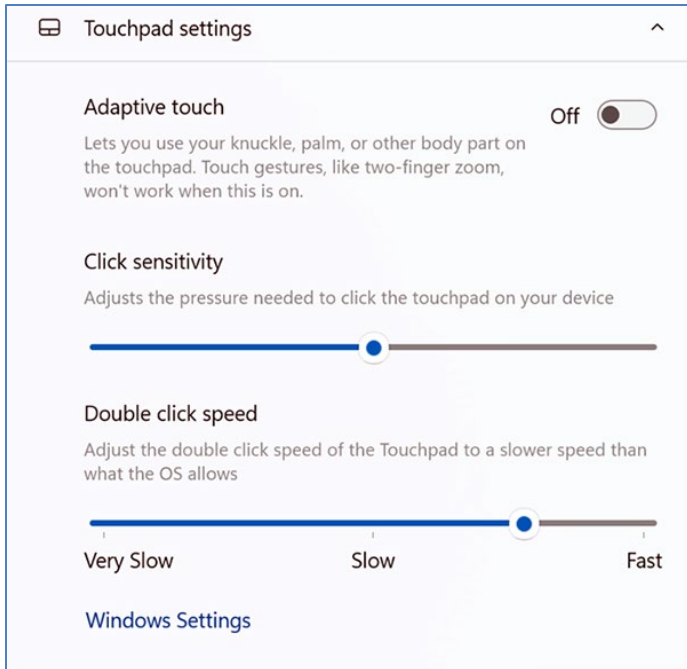 Touchpad settings
Adaptive touch
Off
Lets you use your knuckle, palm, or other body part on
the touchpad. Touch gestures, like two-finger zoom,
won't work when this is on.
Click sensitivity
Adjusts the pressure needed to click the touchpad on your device
Double click speed
Adjust the double click speed of the Touchpad to a slower speed than
what the OS allows
Very Slow Slow Fast
Windows Settings